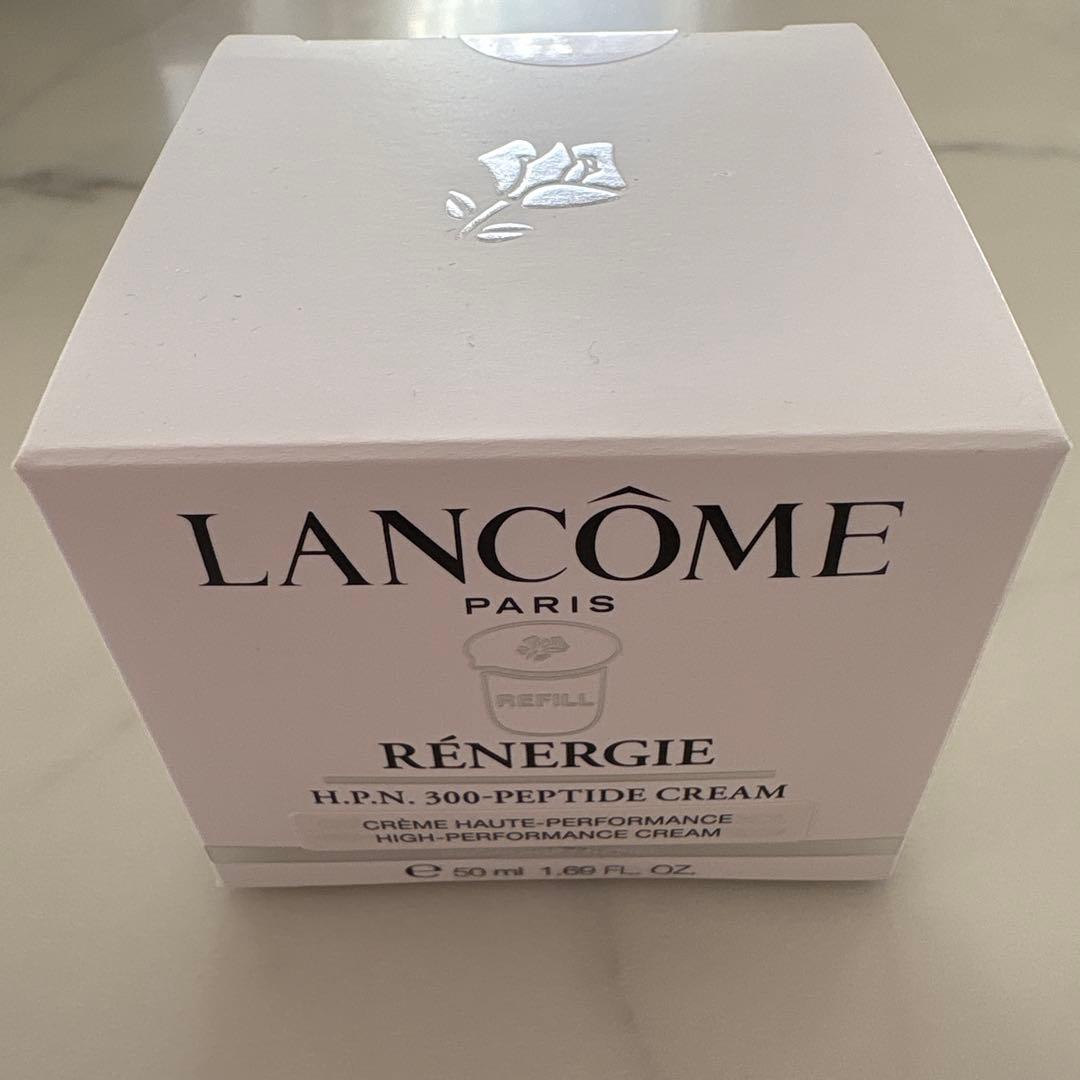 LANCÔME
PARIS
REFILL
RÉNERGIE
H.P.N. 300-PEPTIDE CREAM
CRÈME HAUTE-PERFORMANCE
HIGH-PERFORMANCE CREAM
℮ 50 ml 1.69 FL. OZ.